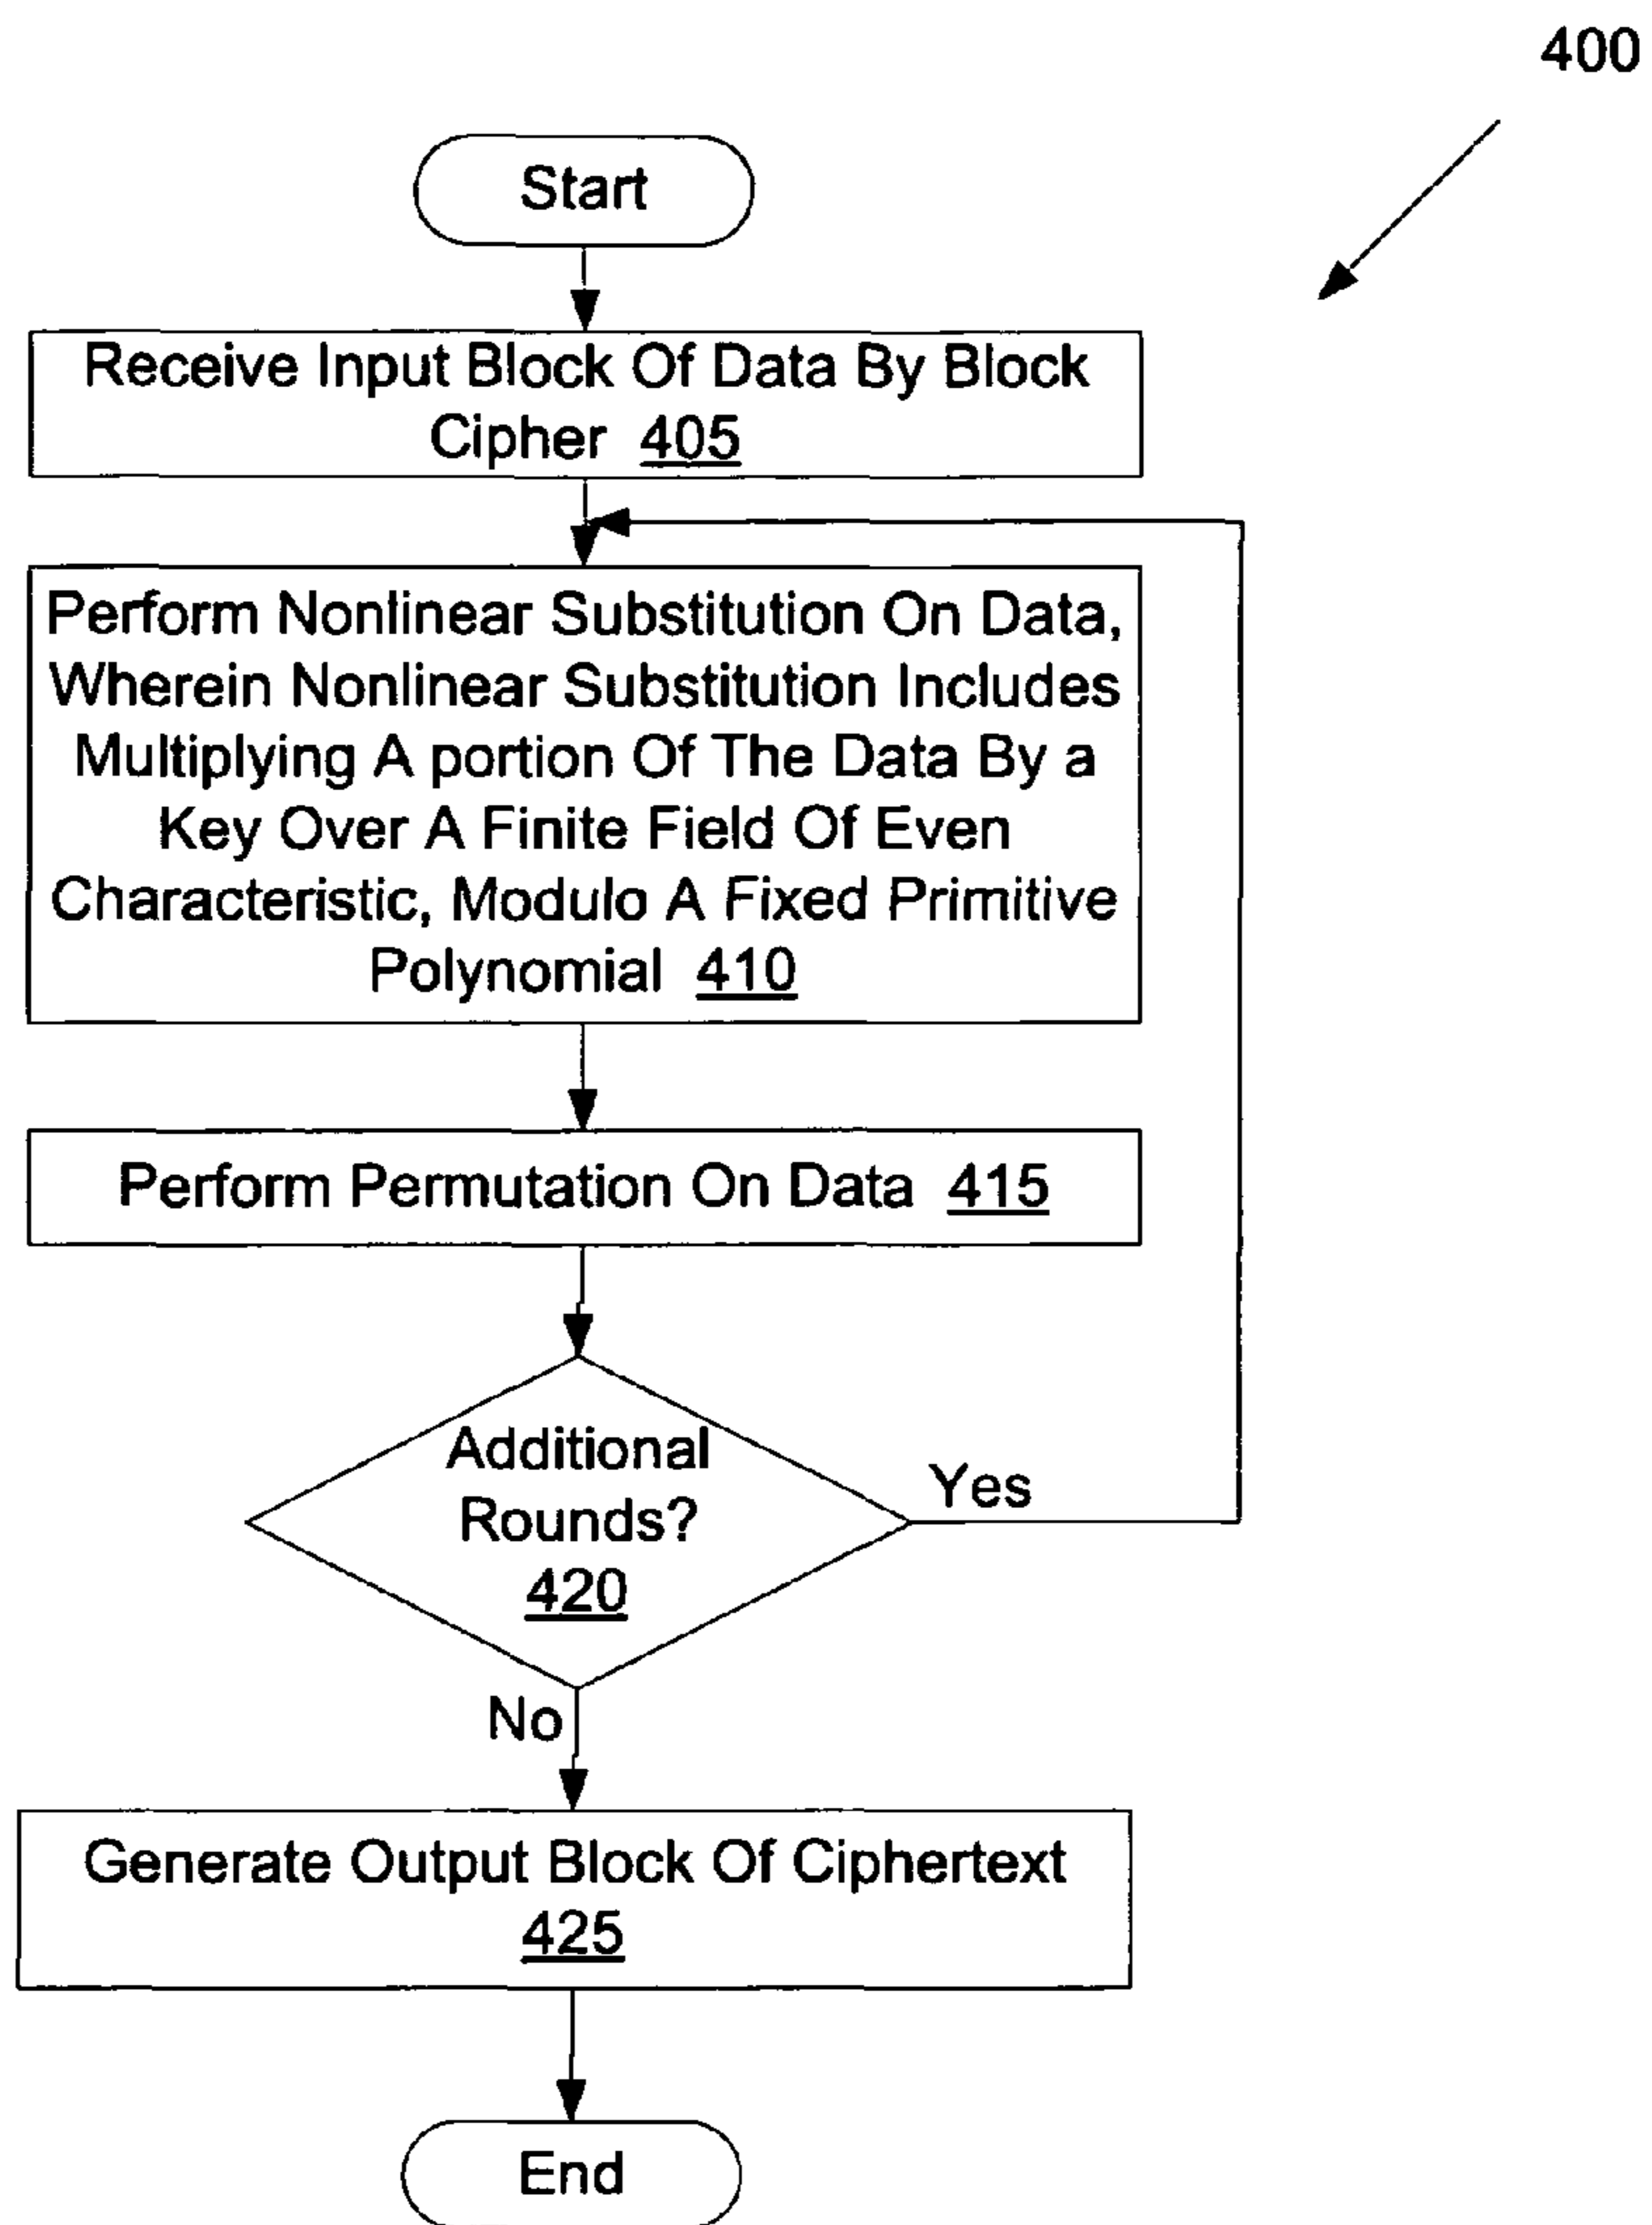 400
Start
Receive Input Block Of Data By Block
Cipher 405
Perform Nonlinear Substitution On Data,
Wherein Nonlinear Substitution Includes
Multiplying A portion Of The Data By a
Key Over A Finite Field Of Even
Characteristic, Modulo A Fixed Primitive
Polynomial 410
Perform Permutation On Data 415
Additional
Rounds?
420
Yes
No
Generate Output Block Of Ciphertext
425
End